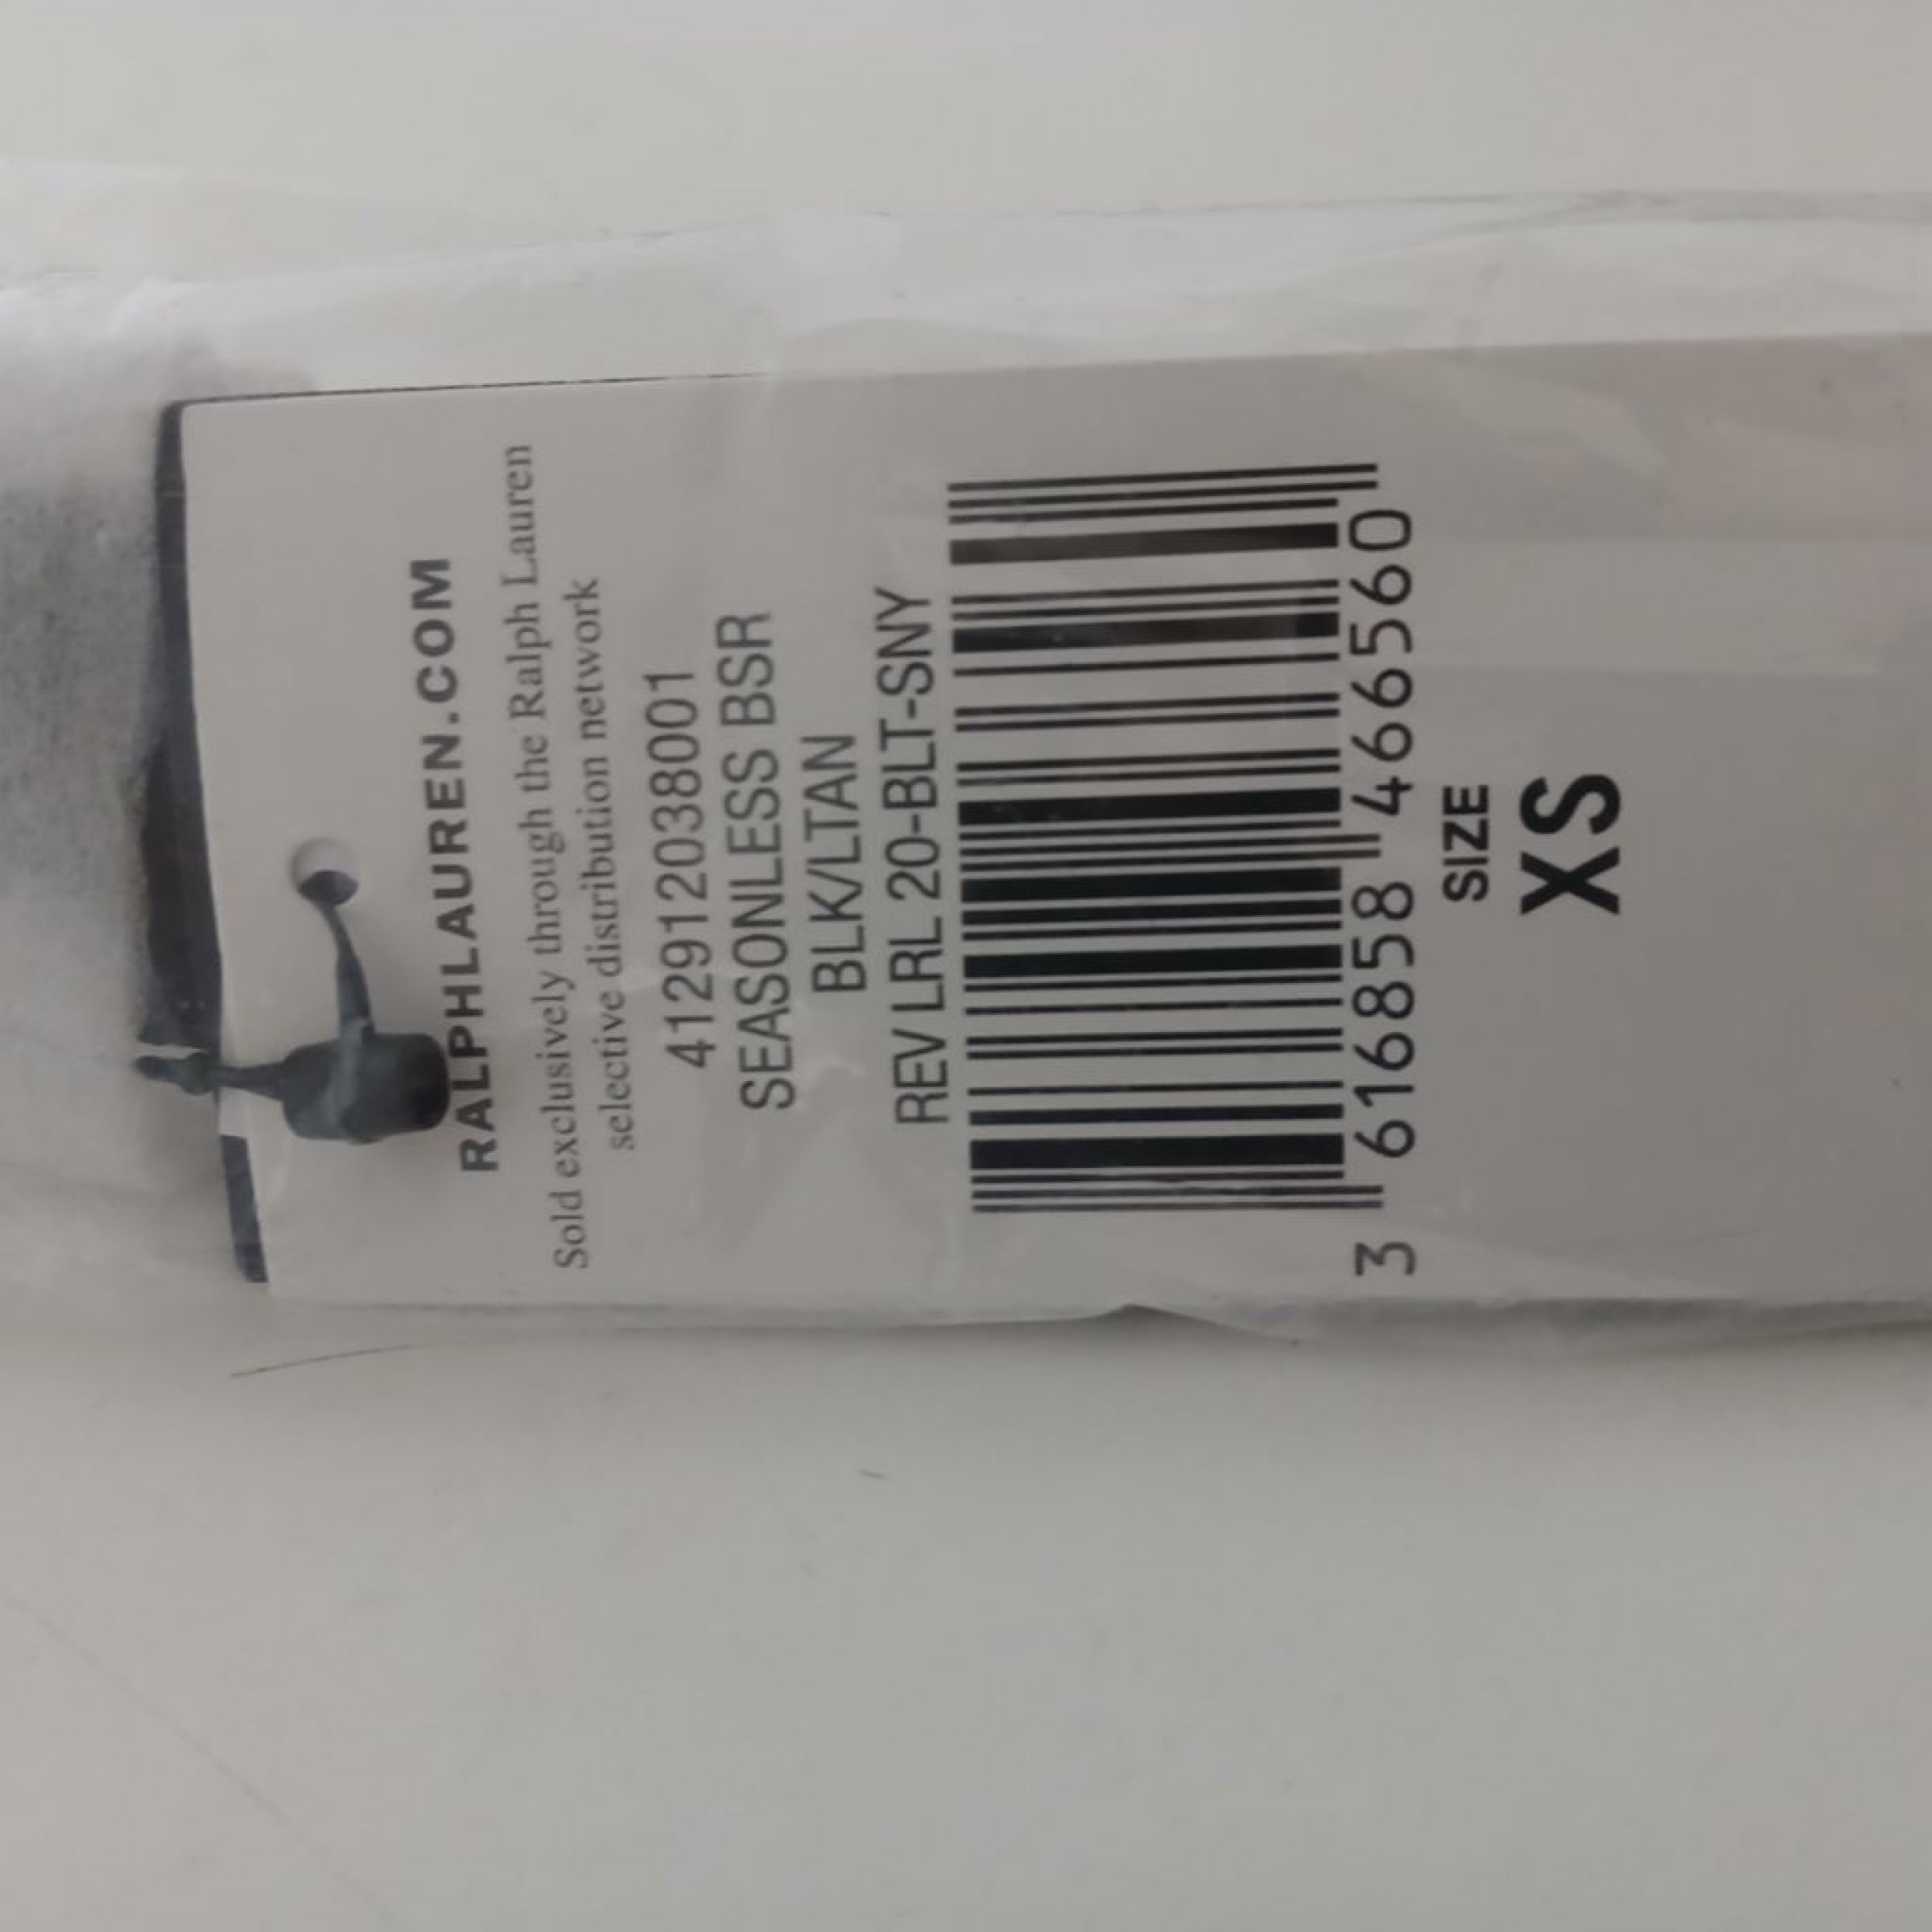 RALPHLAUREN.COM
Sold exclusively through the Ralph Lauren
selective distribution network
412912038001
SEASONLESS BSR
BLK/LTAN
REV LRL 20-BLT-SNY
3 616858 466560
SIZE
XS